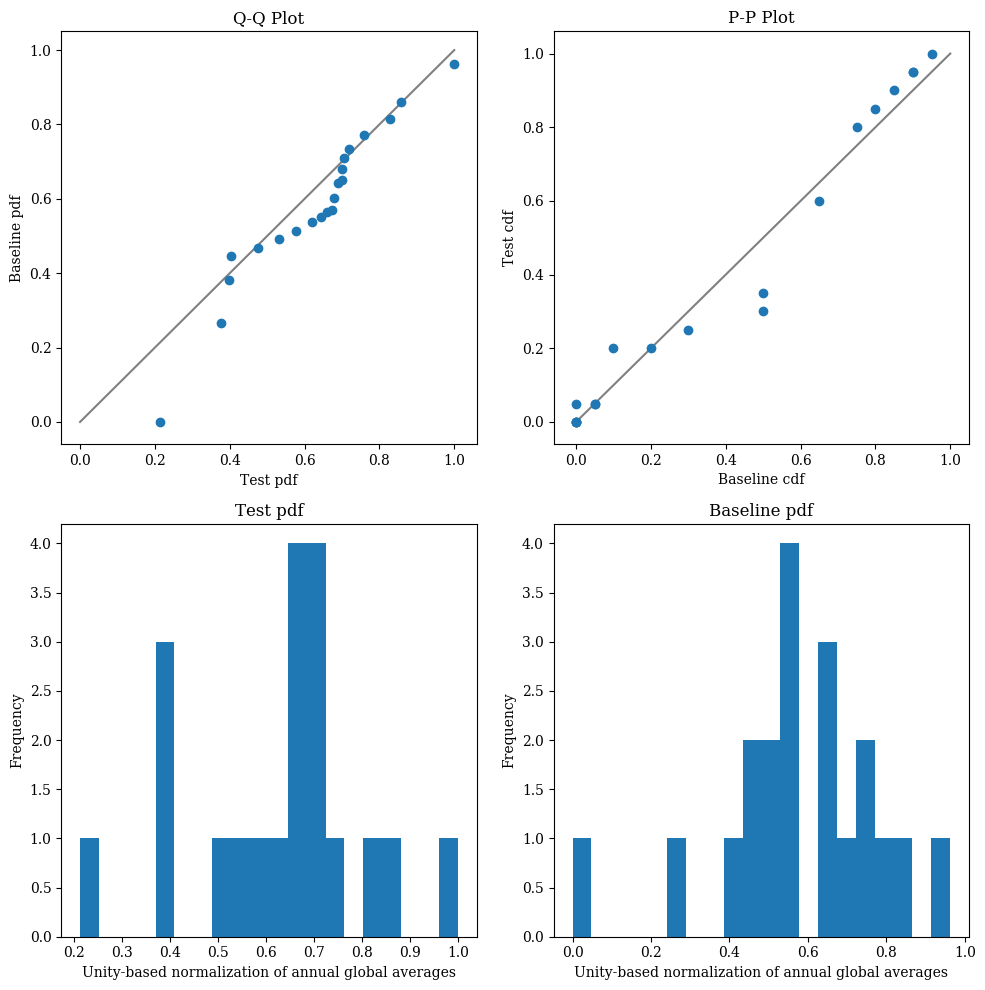 Q-Q Plot
1.0
0.8
0.6
0.4
0.2
0.0
Baseline pdf
0.0 0.2 0.4 0.6 0.8 1.0
Test pdf
P-P Plot
1.0
0.8
0.6
0.4
0.2
0.0
Test cdf
0.0 0.2 0.4 0.6 0.8 1.0
Baseline cdf
Test pdf
4.0
3.5
3.0
2.5
2.0
1.5
1.0
0.5
0.0
Frequency
0.2 0.3 0.4 0.5 0.6 0.7 0.8 0.9 1.0
Unity-based normalization of annual global averages
Baseline pdf
4.0
3.5
3.0
2.5
2.0
1.5
1.0
0.5
0.0
Frequency
0.0 0.2 0.4 0.6 0.8 1.0
Unity-based normalization of annual global averages